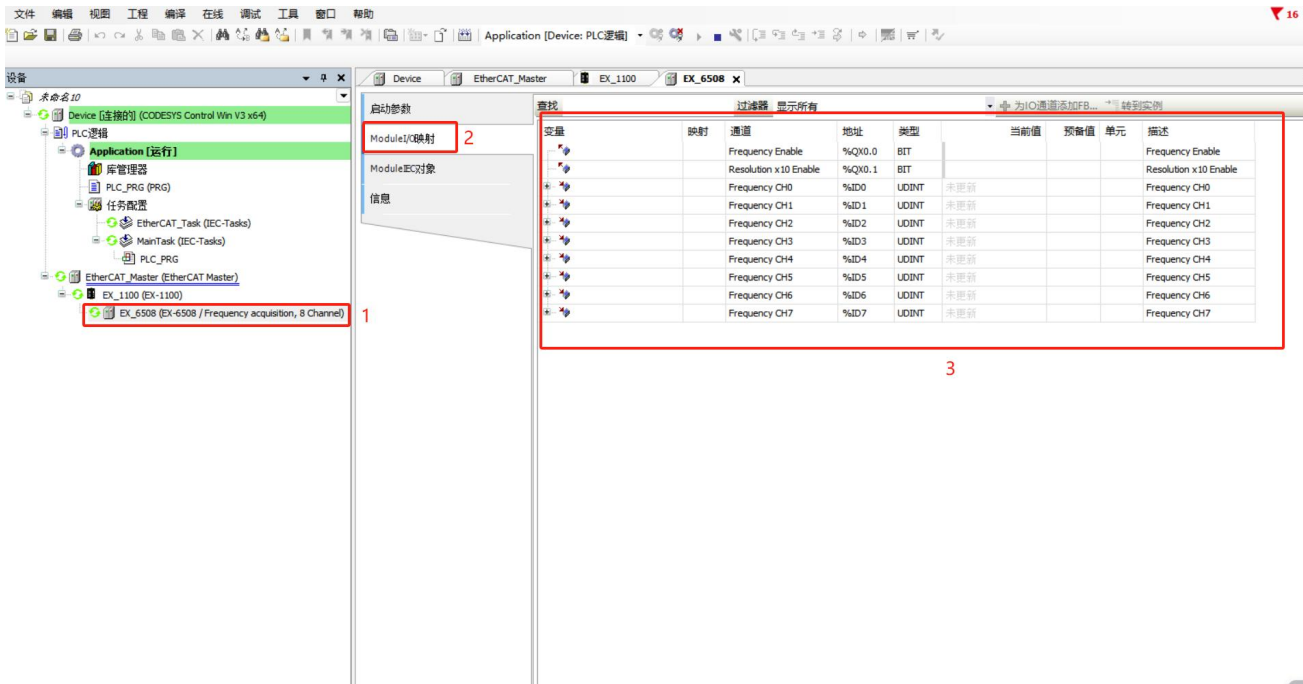 文件 编辑 视图 工程 编译 在线 调试 工具 窗口 帮助
16
Application [Device: PLC逻辑]
设备
Device
EtherCAT_Master
EX_1100
EX_6508
未命名10
Device [连接的] (CODESYS Control Win V3 x64)
PLC逻辑
Application [运行]
库管理器
PLC_PRG (PRG)
任务配置
EtherCAT_Task (IEC-Tasks)
MainTask (IEC-Tasks)
PLC_PRG
EtherCAT_Master (EtherCAT Master)
EX_1100 (EX-1100)
EX_6508 (EX-6508 / Frequency acquisition, 8 Channel)
1
启动参数
ModuleI/O映射
2
ModuleIEC对象
信息
查找 过滤器 显示所有 为IO通道添加FB... 转到实例
变量 映射 通道 地址 类型 当前值 预备值 单元 描述
Frequency Enable %QX0.0 BIT Frequency Enable
Resolution x10 Enable %QX0.1 BIT Resolution x10 Enable
Frequency CH0 %ID0 UDINT 未更新 Frequency CH0
Frequency CH1 %ID1 UDINT 未更新 Frequency CH1
Frequency CH2 %ID2 UDINT 未更新 Frequency CH2
Frequency CH3 %ID3 UDINT 未更新 Frequency CH3
Frequency CH4 %ID4 UDINT 未更新 Frequency CH4
Frequency CH5 %ID5 UDINT 未更新 Frequency CH5
Frequency CH6 %ID6 UDINT 未更新 Frequency CH6
Frequency CH7 %ID7 UDINT 未更新 Frequency CH7
3